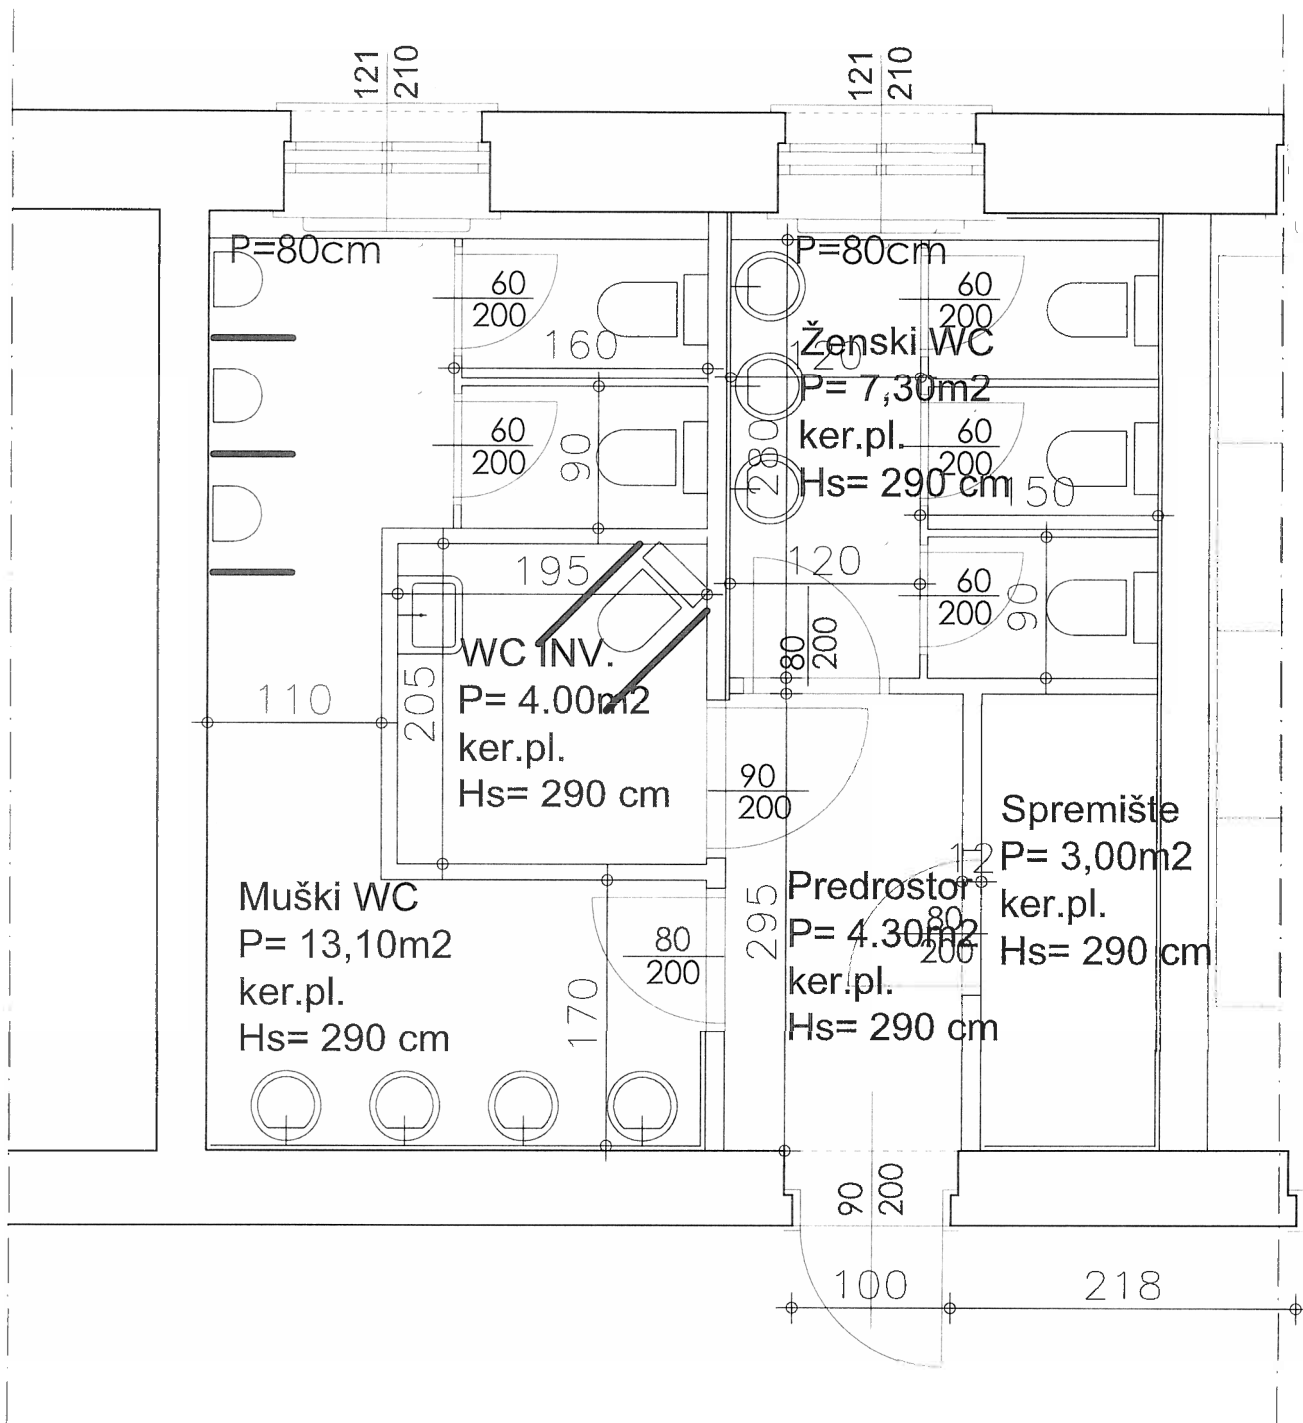 121
210
121
210
P=80cm
P=80cm
60
200
60
200
160
120
Ženski WC
P= 7,30m2
ker.pl.
Hs= 290 cm
60
200
90
60
200
280
150
195
120
60
200
90
80
200
WC INV.
P= 4.00m2
ker.pl.
Hs= 290 cm
110
205
90
200
Spremište
P= 3,00m2
ker.pl.
Hs= 290 cm
12
Predrostor
P= 4.30m2
ker.pl.
Hs= 290 cm
80
200
295
Muški WC
P= 13,10m2
ker.pl.
Hs= 290 cm
80
200
170
90
200
100
218